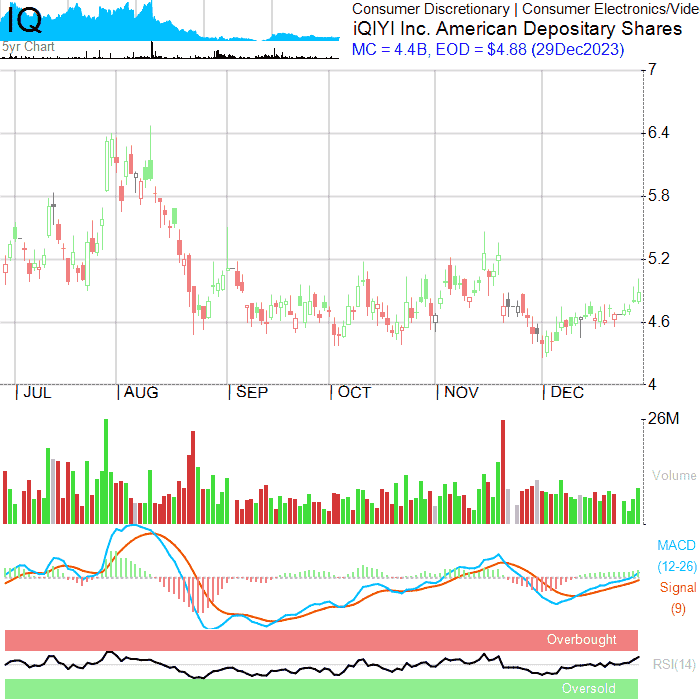 IQ
5yr Chart
Consumer Discretionary | Consumer Electronics/Vide
iQIYI Inc. American Depositary Shares
MC = 4.4B, EOD = $4.88 (29Dec2023)
7
6.4
5.8
5.2
4.6
4
JUL AUG SEP OCT NOV DEC
26M
Volume
MACD
(12-26)
Signal
(9)
Overbought
RSI(14)
Oversold